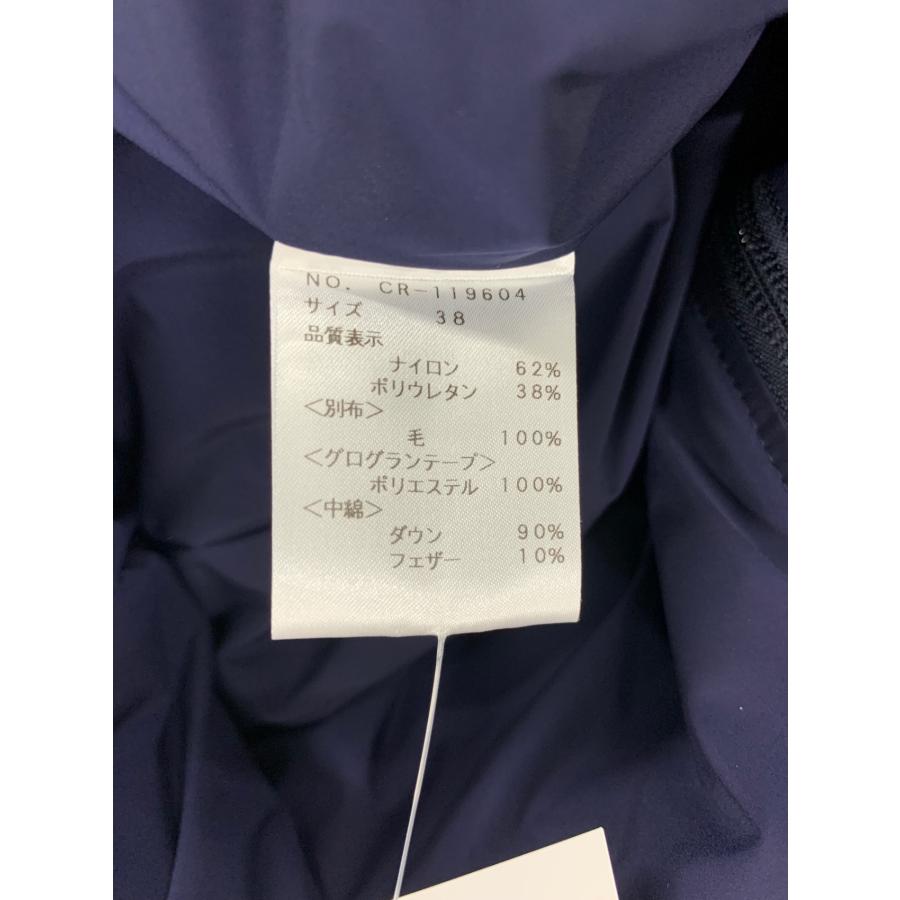 NO. CR-119604
サイズ 38
品質表示
ナイロン 62%
ポリウレタン 38%
<別布>
毛 100%
<グログランテープ>
ポリエステル 100%
<中綿>
ダウン 90%
フェザー 10%